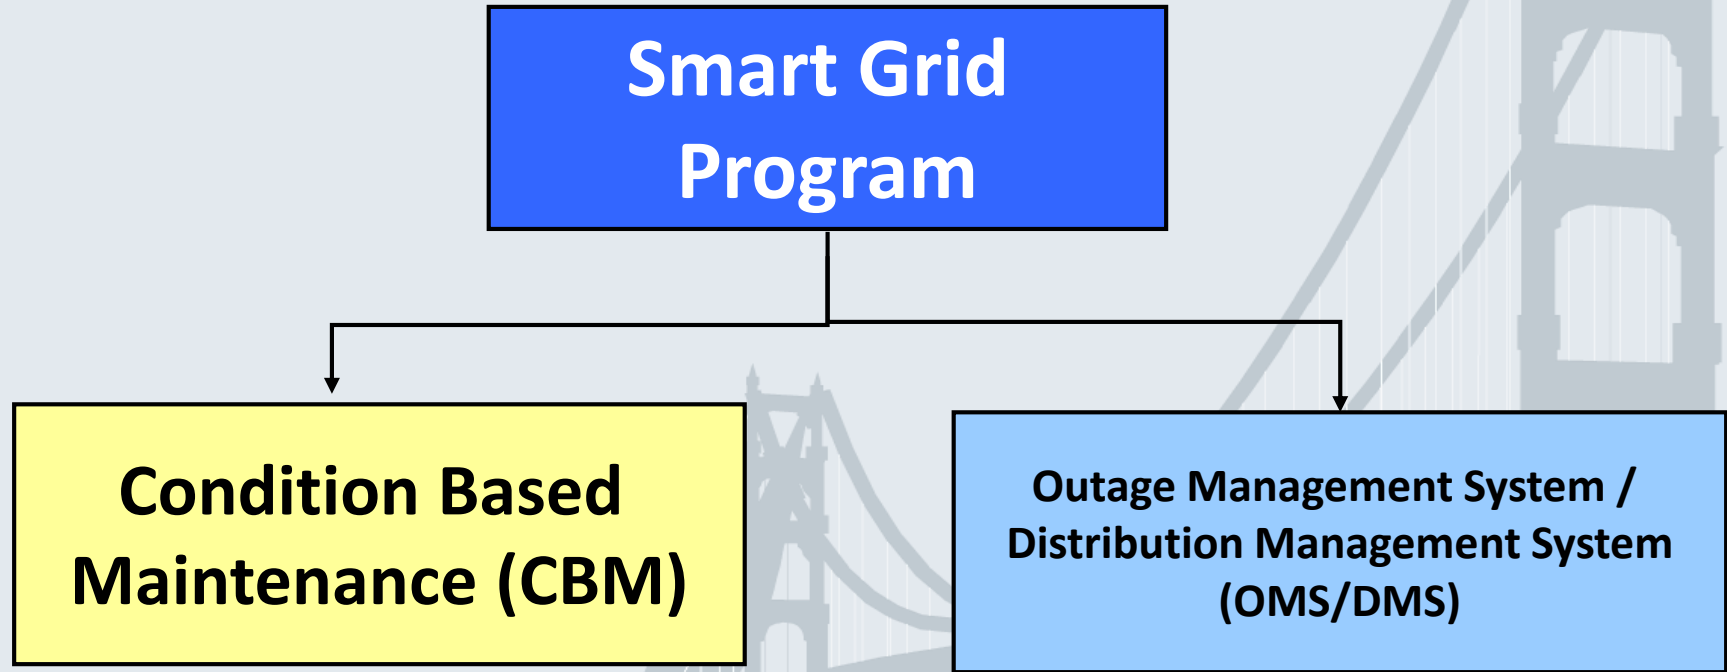 Smart Grid
Program
Condition Based
Maintenance (CBM)
Outage Management System /
Distribution Management System
(OMS/DMS)